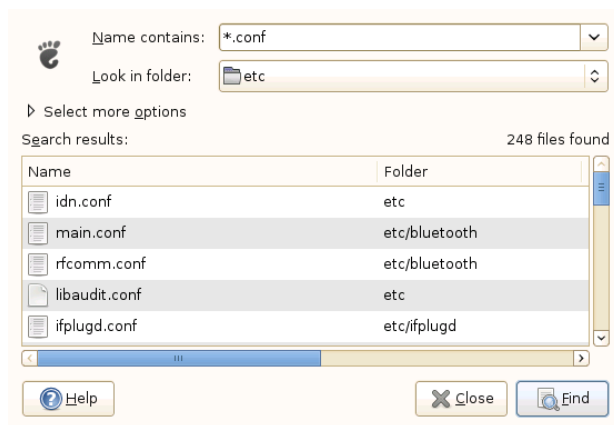 Name contains: *.conf
Look in folder: etc
Select more options
Search results: 248 files found
Name Folder
idn.conf etc
main.conf etc/bluetooth
rfcomm.conf etc/bluetooth
libaudit.conf etc
ifplugd.conf etc/ifplugd
Help Close Find